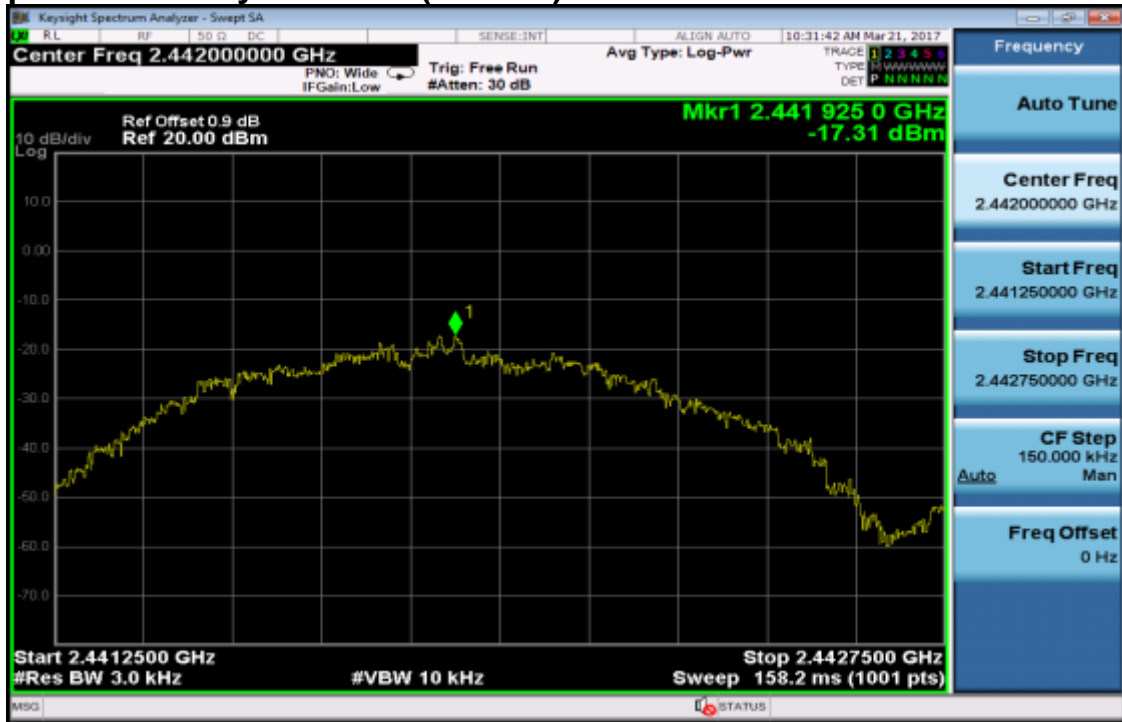 Keysight Spectrum Analyzer - Swept SA
RL RF 50 Ω DC SENSE:INT ALIGN AUTO 10:31:42 AM Mar 21, 2017
Center Freq 2.442000000 GHz
PNO: Wide
IFGain:Low
Trig: Free Run
#Atten: 30 dB
Avg Type: Log-Pwr
TRACE 1 2 3 4 5 6
TYPE M W W W W W
DET P N N N N N
Ref Offset 0.9 dB
10 dB/div Ref 20.00 dBm
Log
Mkr1 2.441 925 0 GHz
-17.31 dBm
10.0
0.00
-10.0
-20.0
-30.0
-40.0
-50.0
-60.0
-70.0
1
Start 2.4412500 GHz
#Res BW 3.0 kHz
#VBW 10 kHz
Stop 2.4427500 GHz
Sweep 158.2 ms (1001 pts)
MSG
STATUS
Frequency
Auto Tune
Center Freq
2.442000000 GHz
Start Freq
2.441250000 GHz
Stop Freq
2.442750000 GHz
CF Step
150.000 kHz
Auto Man
Freq Offset
0 Hz